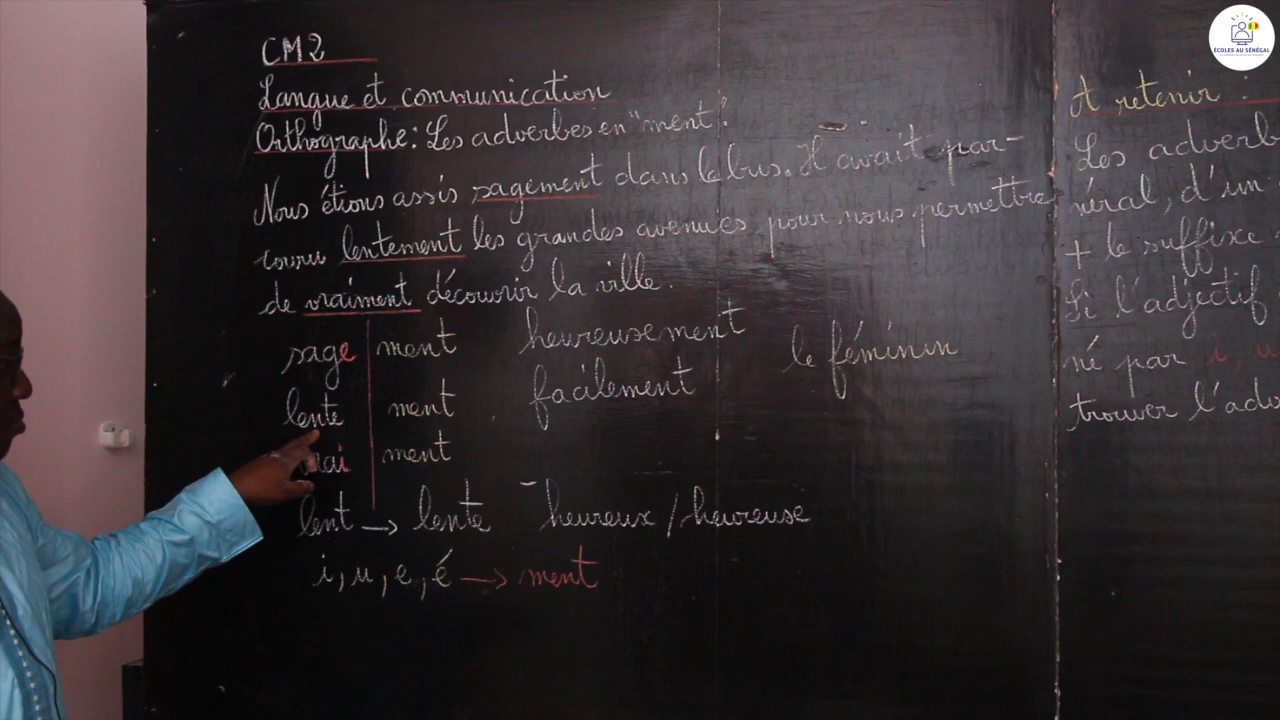 CM2
Langue et communication
Orthographe : Les adverbes en "ment".
Nous étions assis sagement dans le bus. Il avait par-
couru lentement les grandes avenues pour nous permettre
de vraiment découvrir la ville.
sage ment heureusement le féminin
lente ment facilement
ai ment
lent → lente - heureux / heureuse
i, u, e, é → ment
A retenir :
Les adverb
néral, d'un
+ le suffixe
Si l'adjectif
né par i, u
trouver l'adv
ÉCOLES AU SÉNÉGAL